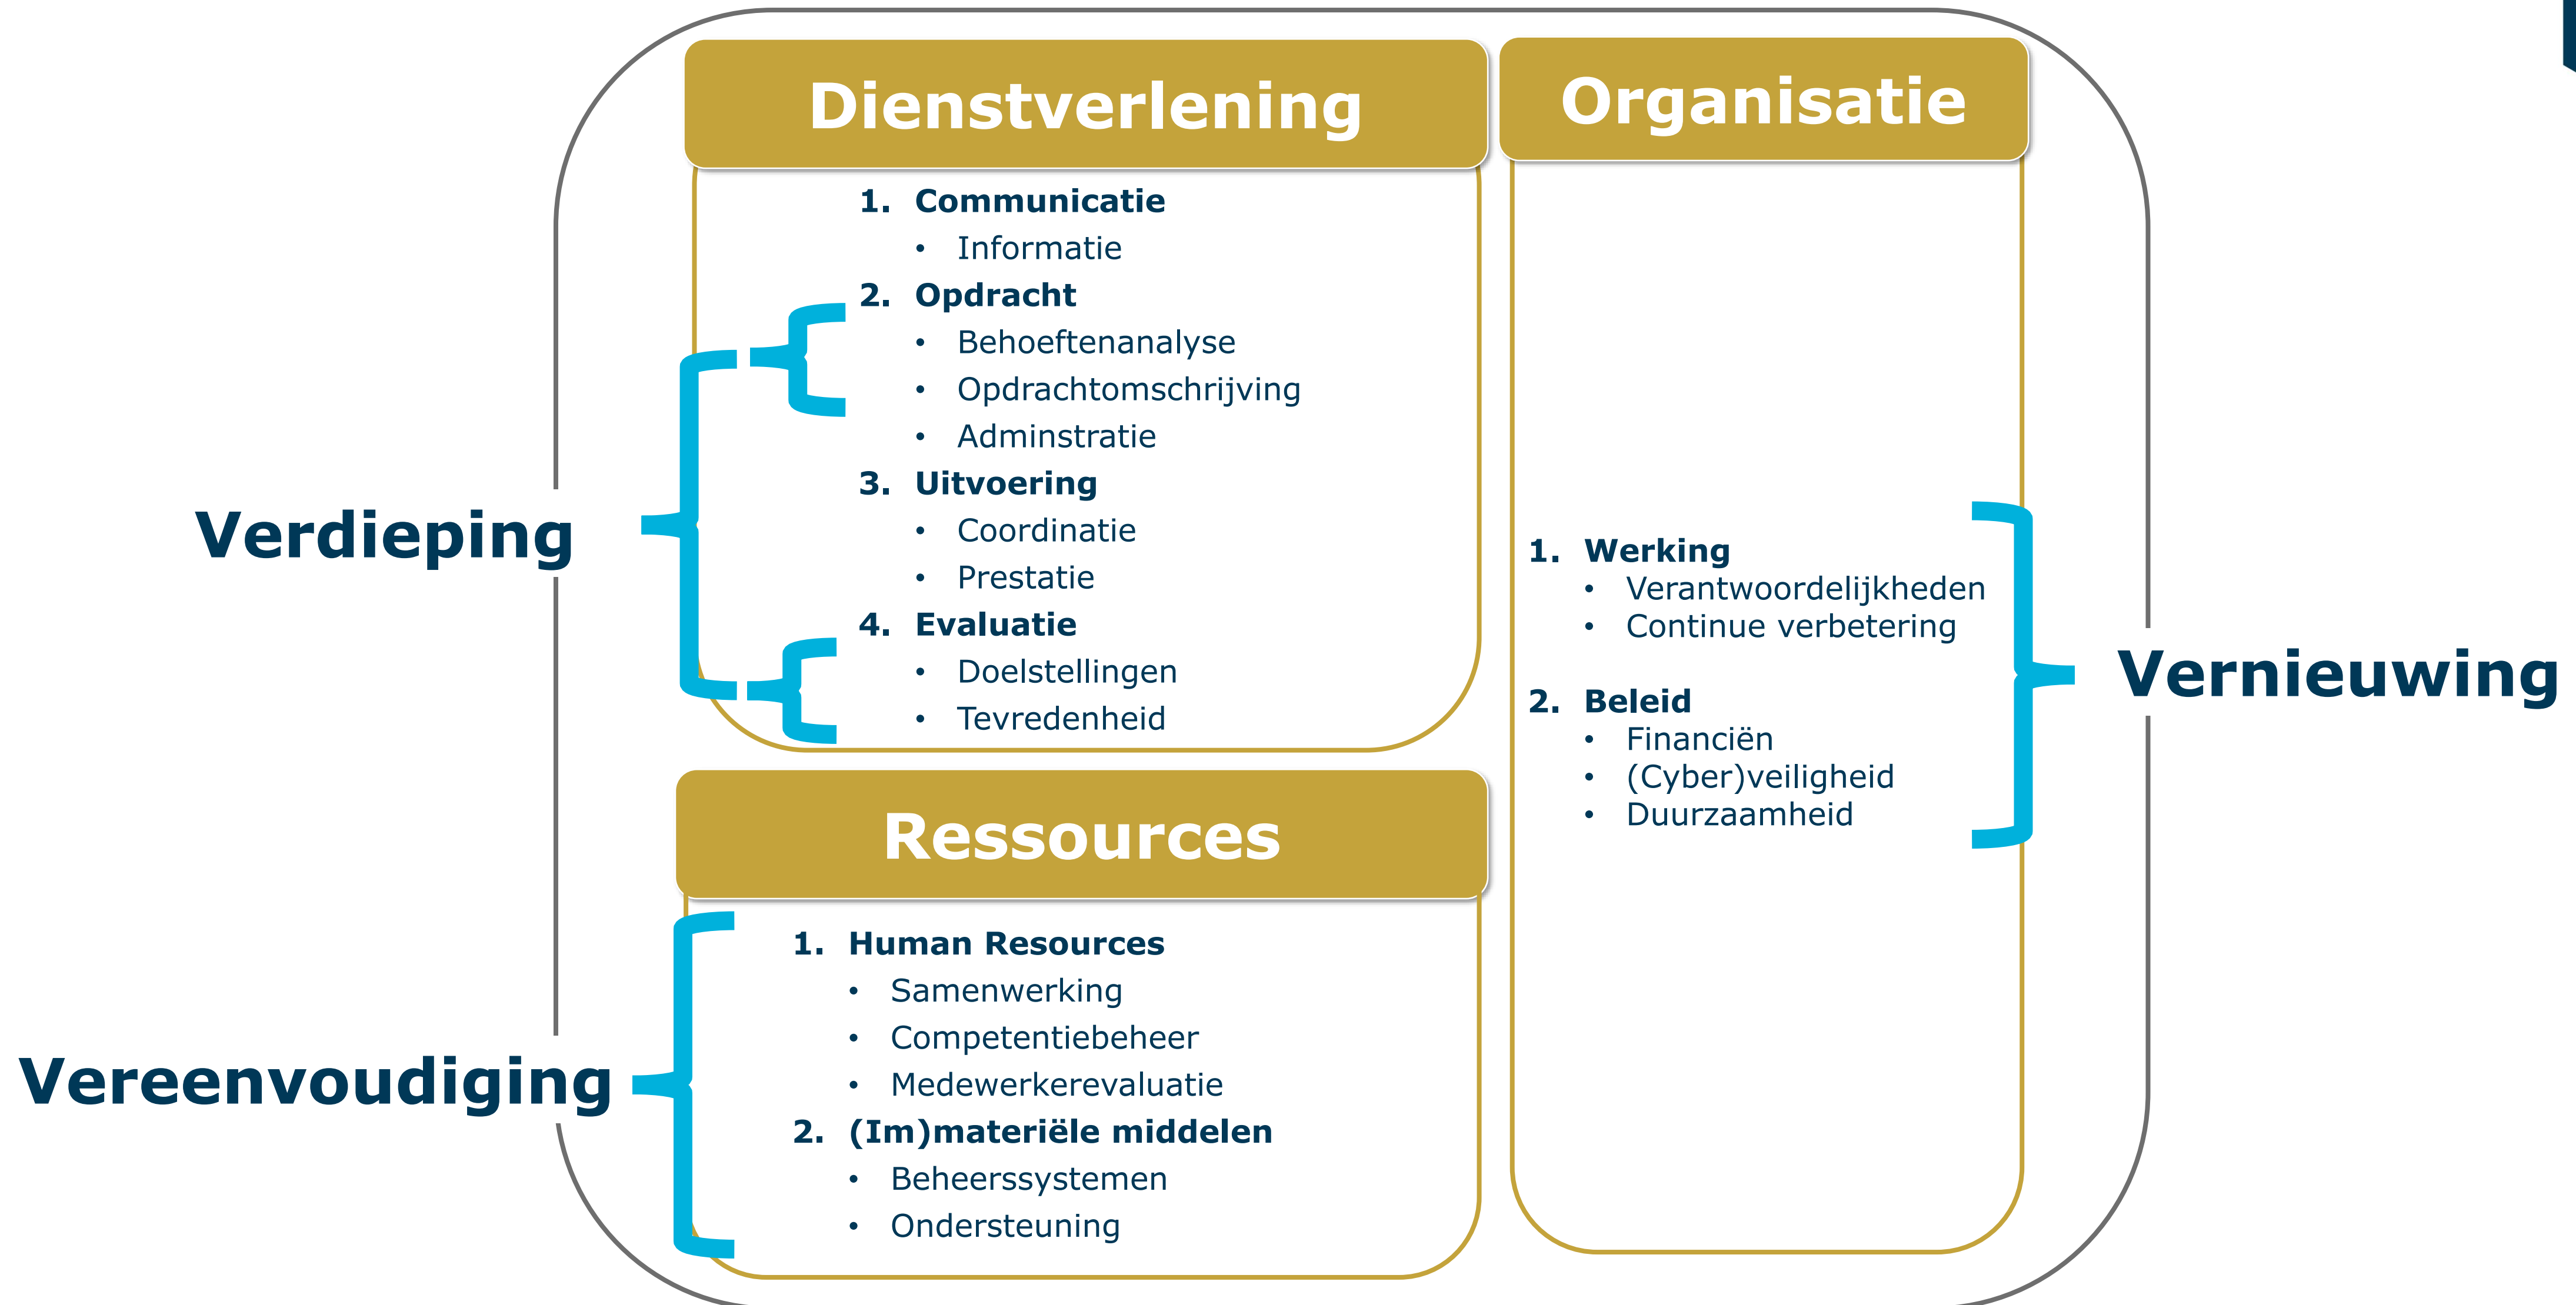 Dienstverlening
1. Communicatie
• Informatie
2. Opdracht
• Behoeftenanalyse
• Opdrachtomschrijving
• Adminstratie
3. Uitvoering
• Coordinatie
• Prestatie
4. Evaluatie
• Doelstellingen
• Tevredenheid
Verdieping
Ressources
1. Human Resources
• Samenwerking
• Competentiebeheer
• Medewerkerevaluatie
2. (Im)materiële middelen
• Beheerssystemen
• Ondersteuning
Vereenvoudiging
Organisatie
1. Werking
• Verantwoordelijkheden
• Continue verbetering
2. Beleid
• Financiën
• (Cyber)veiligheid
• Duurzaamheid
Vernieuwing